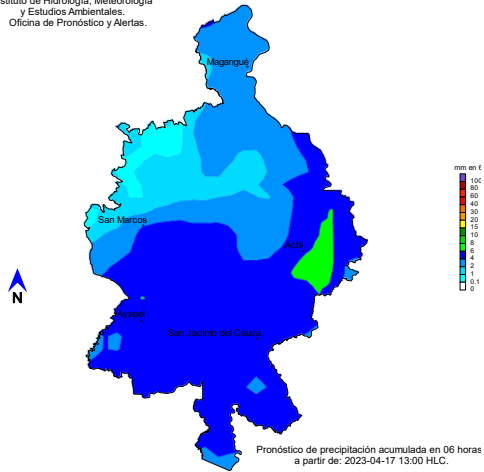 stituto de Hidrología, Meteorología
y Estudios Ambientales.
Oficina de Pronóstico y Alertas.
Magangué
mm en 6
100
80
60
40
30
20
15
10
8
6
4
2
1
0.1
0
San Marcos
Achí
N
Ayapel
San Jacinto del Cauca
Pronóstico de precipitación acumulada en 06 horas
a partir de: 2023-04-17 13:00 HLC.